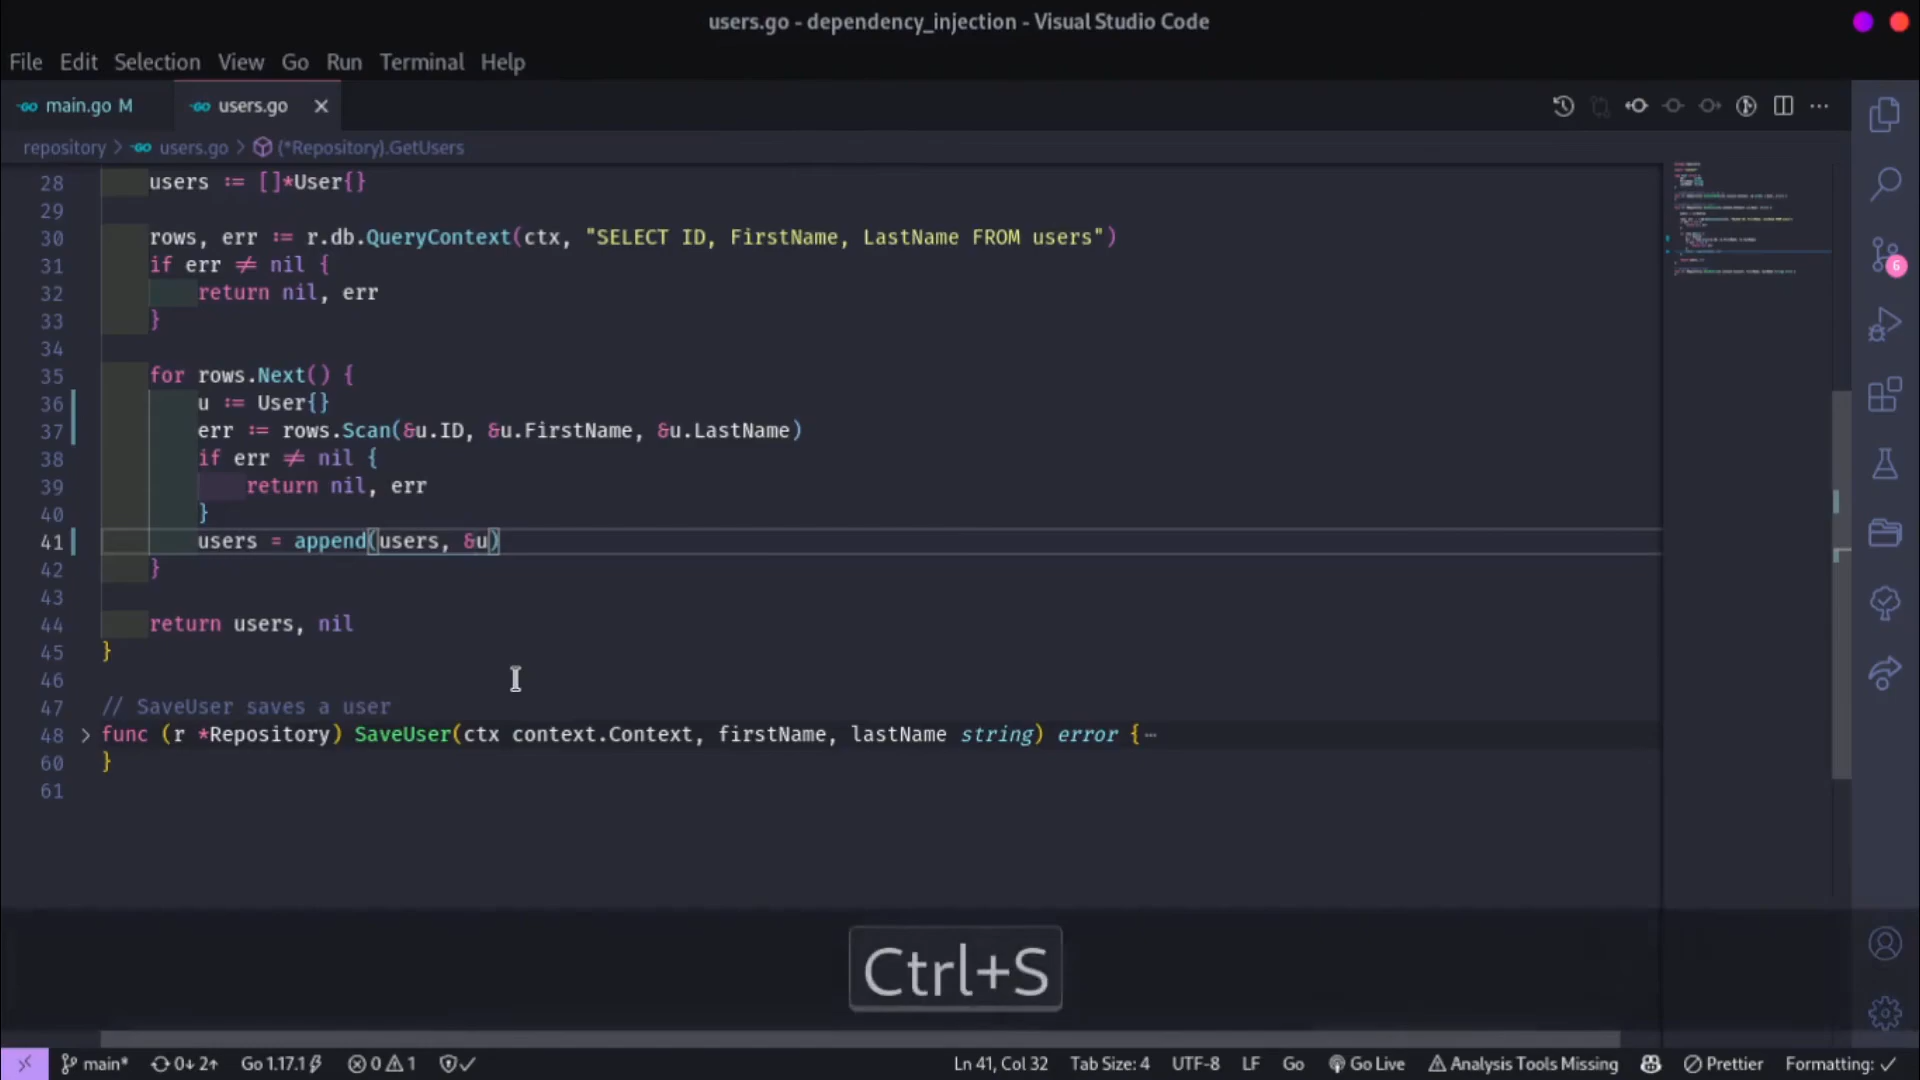 users.go - dependency_injection - Visual Studio Code
File Edit Selection View Go Run Terminal Help
main.go M users.go
repository > users.go > (*Repository).GetUsers
28 users := []*User{}
29
30 rows, err := r.db.QueryContext(ctx, "SELECT ID, FirstName, LastName FROM users")
31 if err ≠ nil {
32 return nil, err
33 }
34
35 for rows.Next() {
36 u := User{}
37 err := rows.Scan(&u.ID, &u.FirstName, &u.LastName)
38 if err ≠ nil {
39 return nil, err
40 }
41 users = append(users, &u)
42 }
43
44 return users, nil
45 }
46
47 // SaveUser saves a user
48 func (r *Repository) SaveUser(ctx context.Context, firstName, lastName string) error {⋯
60 }
61
6
Ctrl+S
main* 0↓ 2↑ Go 1.17.1 0 1 Ln 41, Col 32 Tab Size: 4 UTF-8 LF Go Go Live Analysis Tools Missing Prettier Formatting: ✓